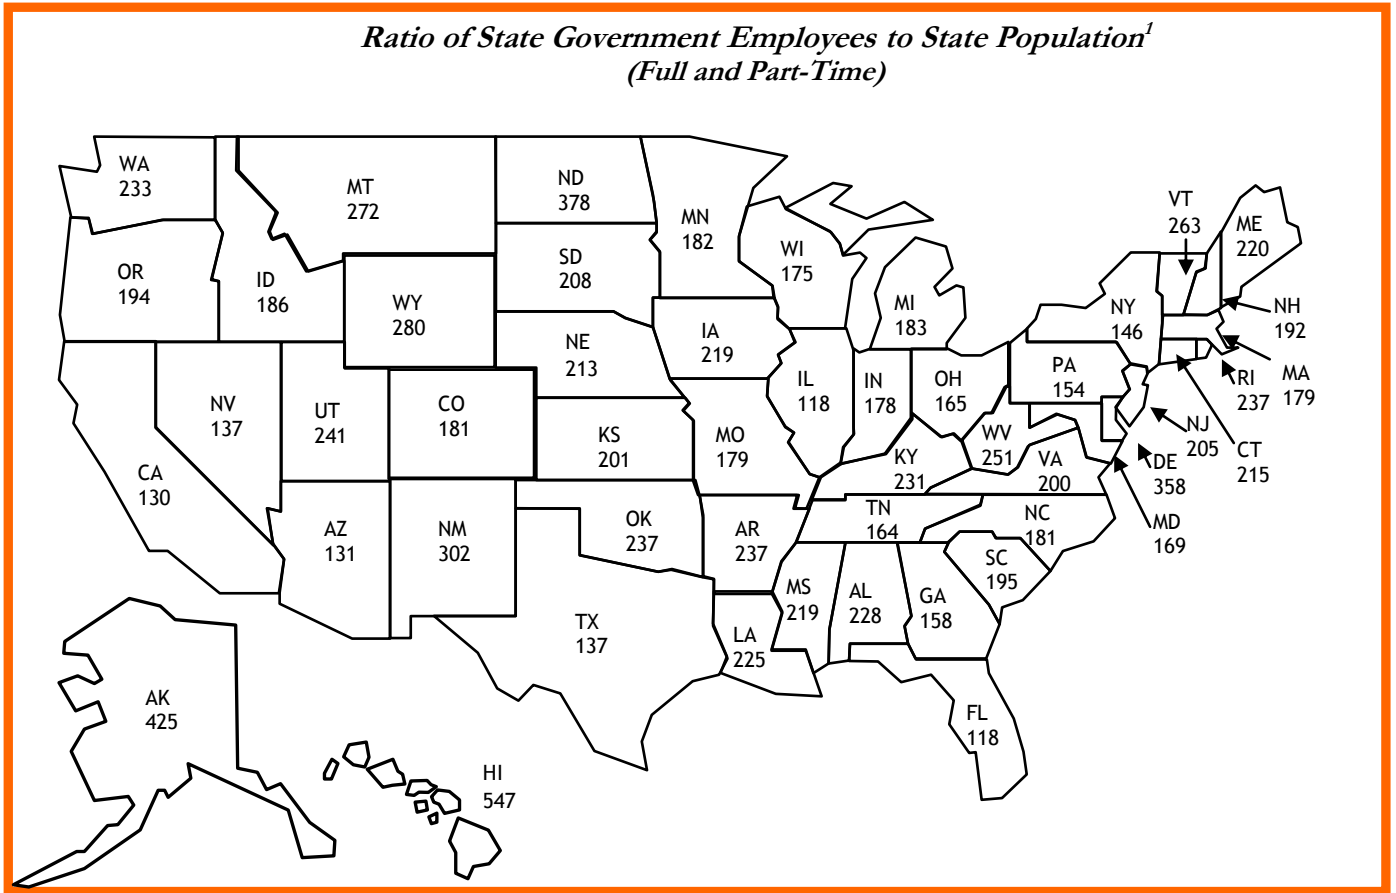 Ratio of State Government Employees to State Population¹
(Full and Part-Time)
WA
233
MT
272
ND
378
MN
182
VT
263
ME
220
OR
194
ID
186
WY
280
SD
208
WI
175
MI
183
NY
146
NH
192
NV
137
UT
241
CO
181
NE
213
IA
219
IL
118
IN
178
OH
165
PA
154
MA
179
RI
237
NJ
205
CT
215
CA
130
KS
201
MO
179
KY
231
WV
251
VA
200
DE
358
MD
169
AZ
131
NM
302
OK
237
AR
237
TN
164
NC
181
SC
195
TX
137
LA
225
MS
219
AL
228
GA
158
FL
118
AK
425
HI
547